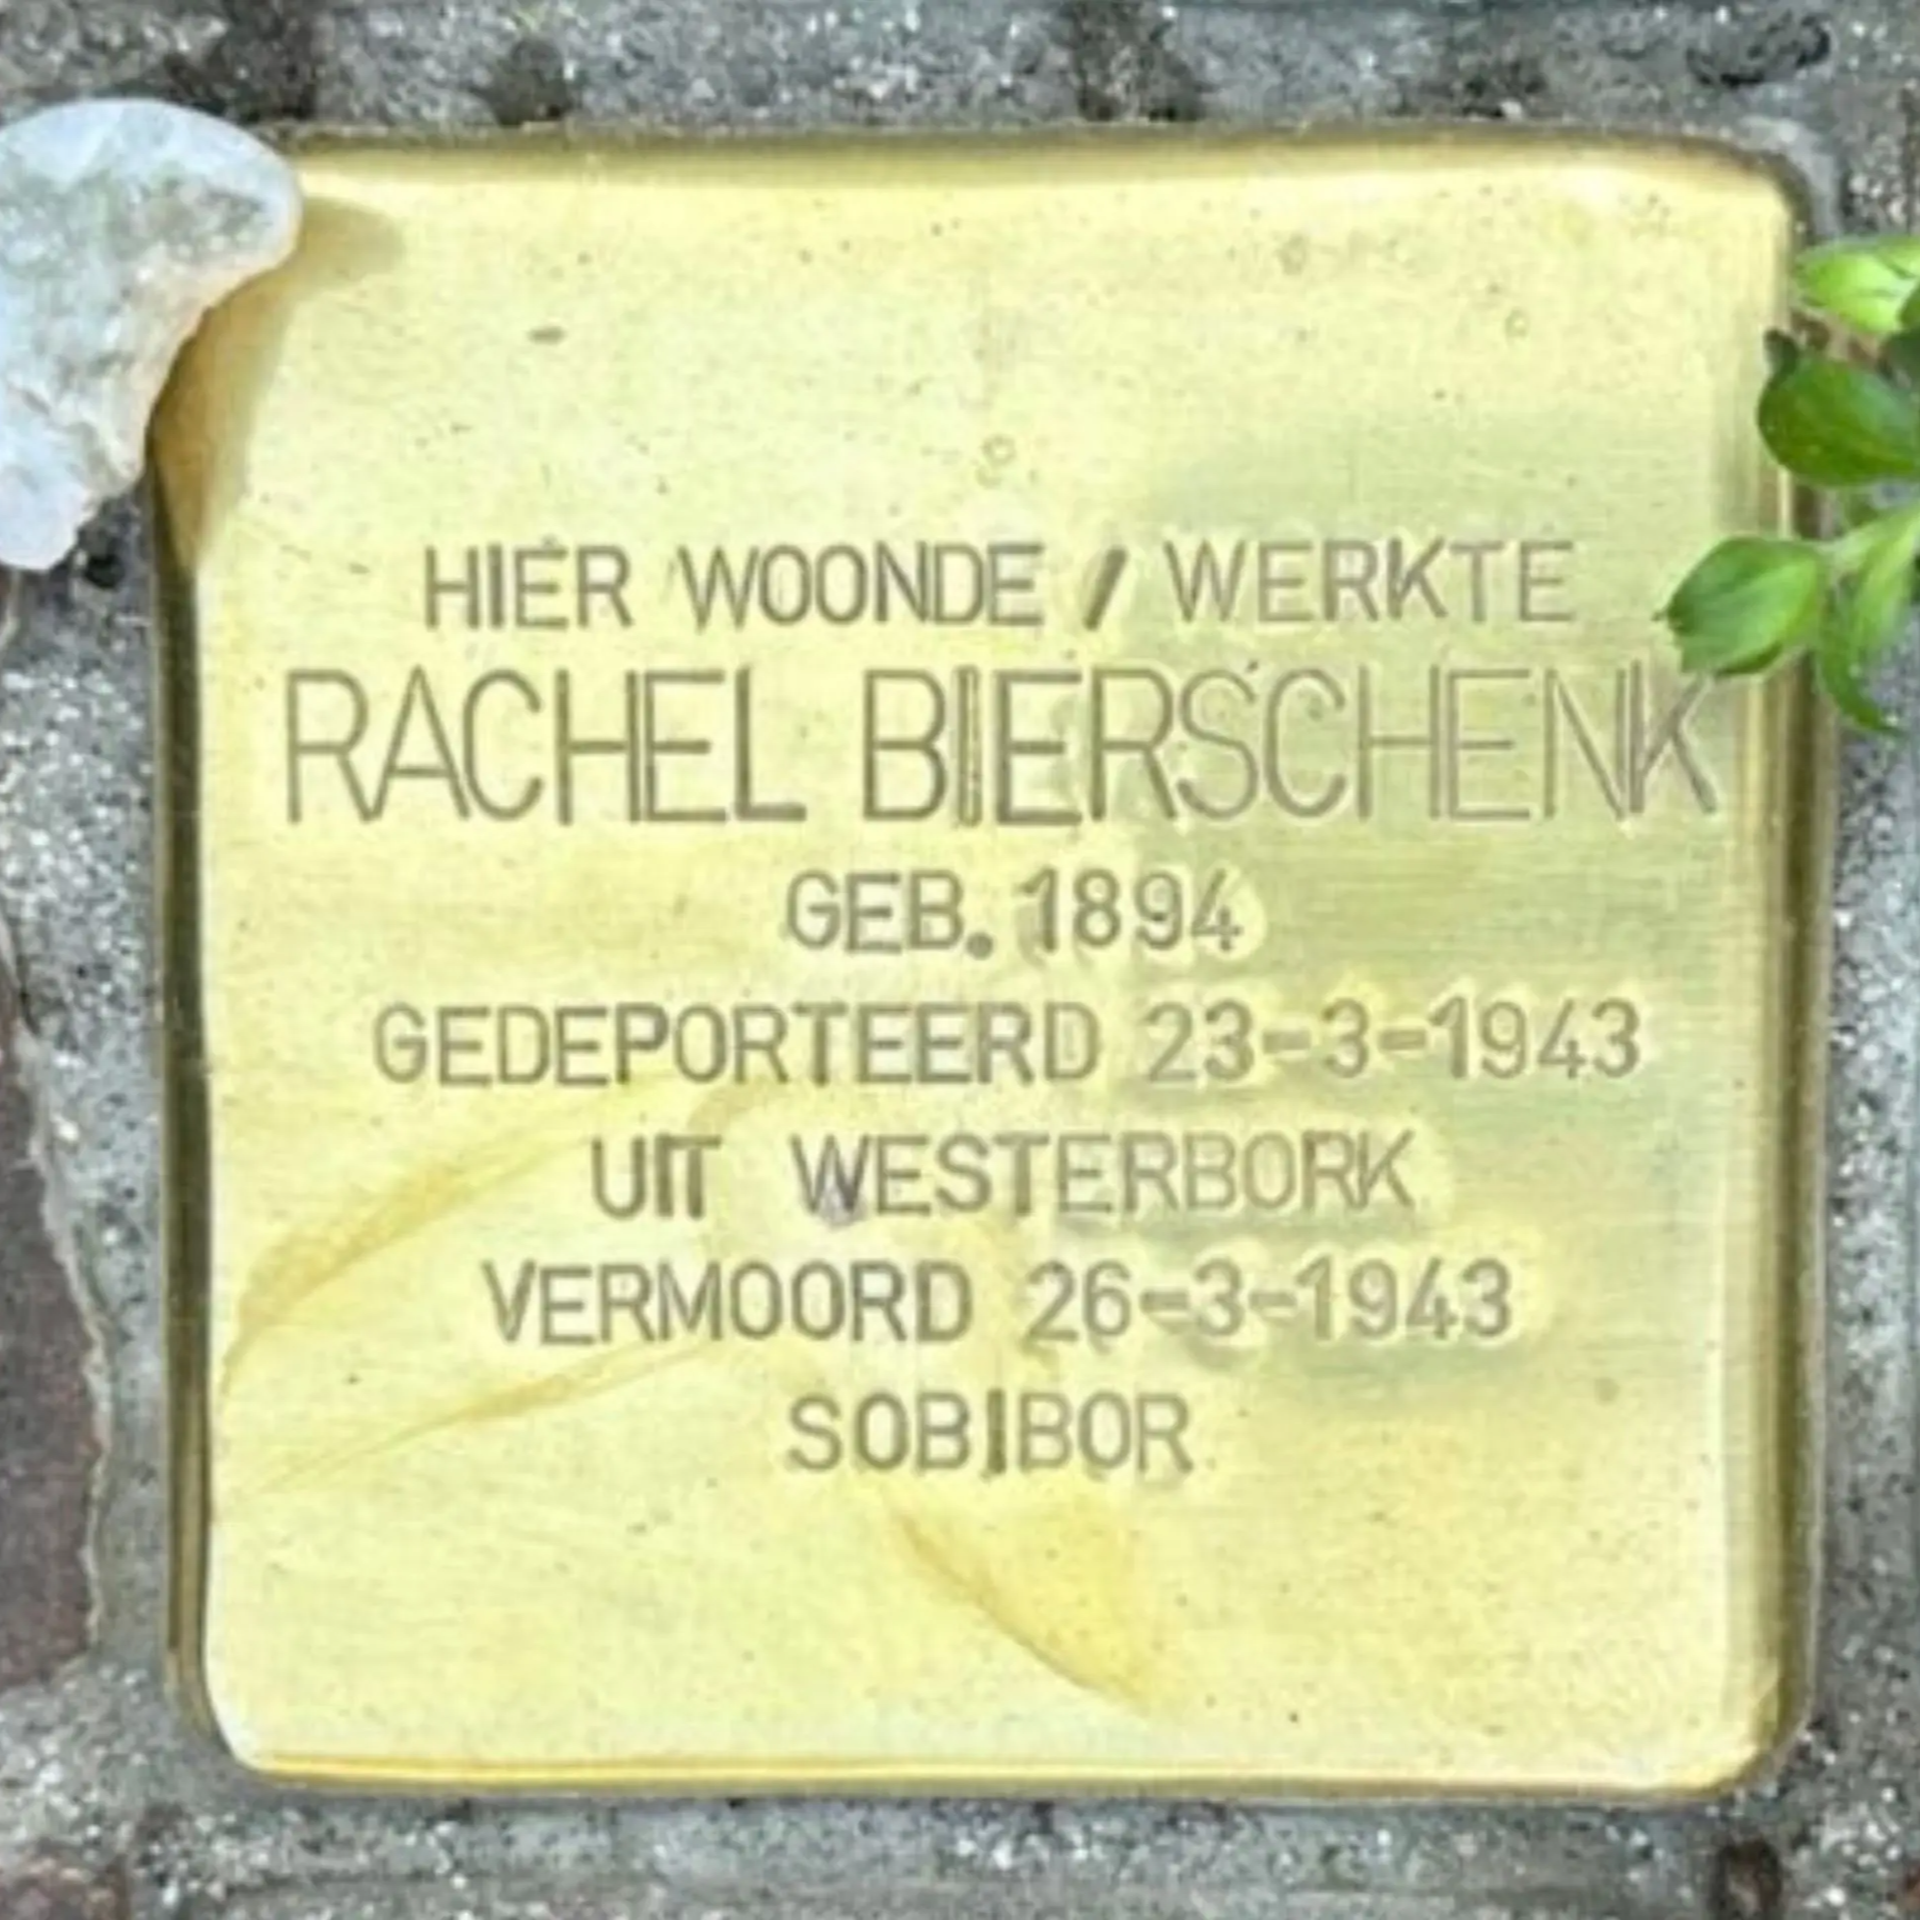 HIER WOONDE / WERKTE
RACHEL BIERSCHENK
GEB. 1894
GEDEPORTEERD 23-3-1943
UIT WESTERBORK
VERMOORD 26-3-1943
SOBIBOR